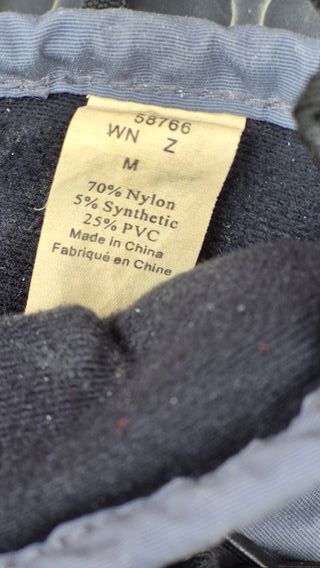 58766
WN Z
M
70% Nylon
5% Synthetic
25% PVC
Made in China
Fabriqué en Chine